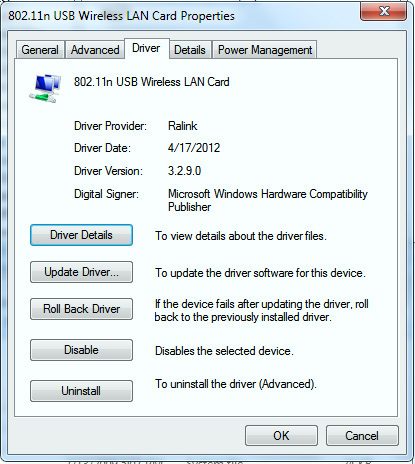 802.11n USB Wireless LAN Card Properties
General Advanced Driver Details Power Management
802.11n USB Wireless LAN Card
Driver Provider: Ralink
Driver Date: 4/17/2012
Driver Version: 3.2.9.0
Digital Signer: Microsoft Windows Hardware Compatibility
Publisher
Driver Details To view details about the driver files.
Update Driver... To update the driver software for this device.
Roll Back Driver If the device fails after updating the driver, roll
back to the previously installed driver.
Disable Disables the selected device.
Uninstall To uninstall the driver (Advanced).
OK Cancel